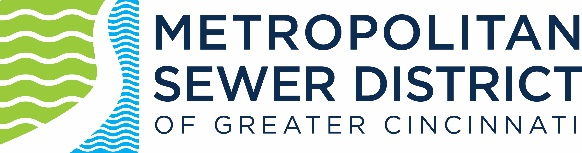 METROPOLITAN
SEWER DISTRICT
OF GREATER CINCINNATI